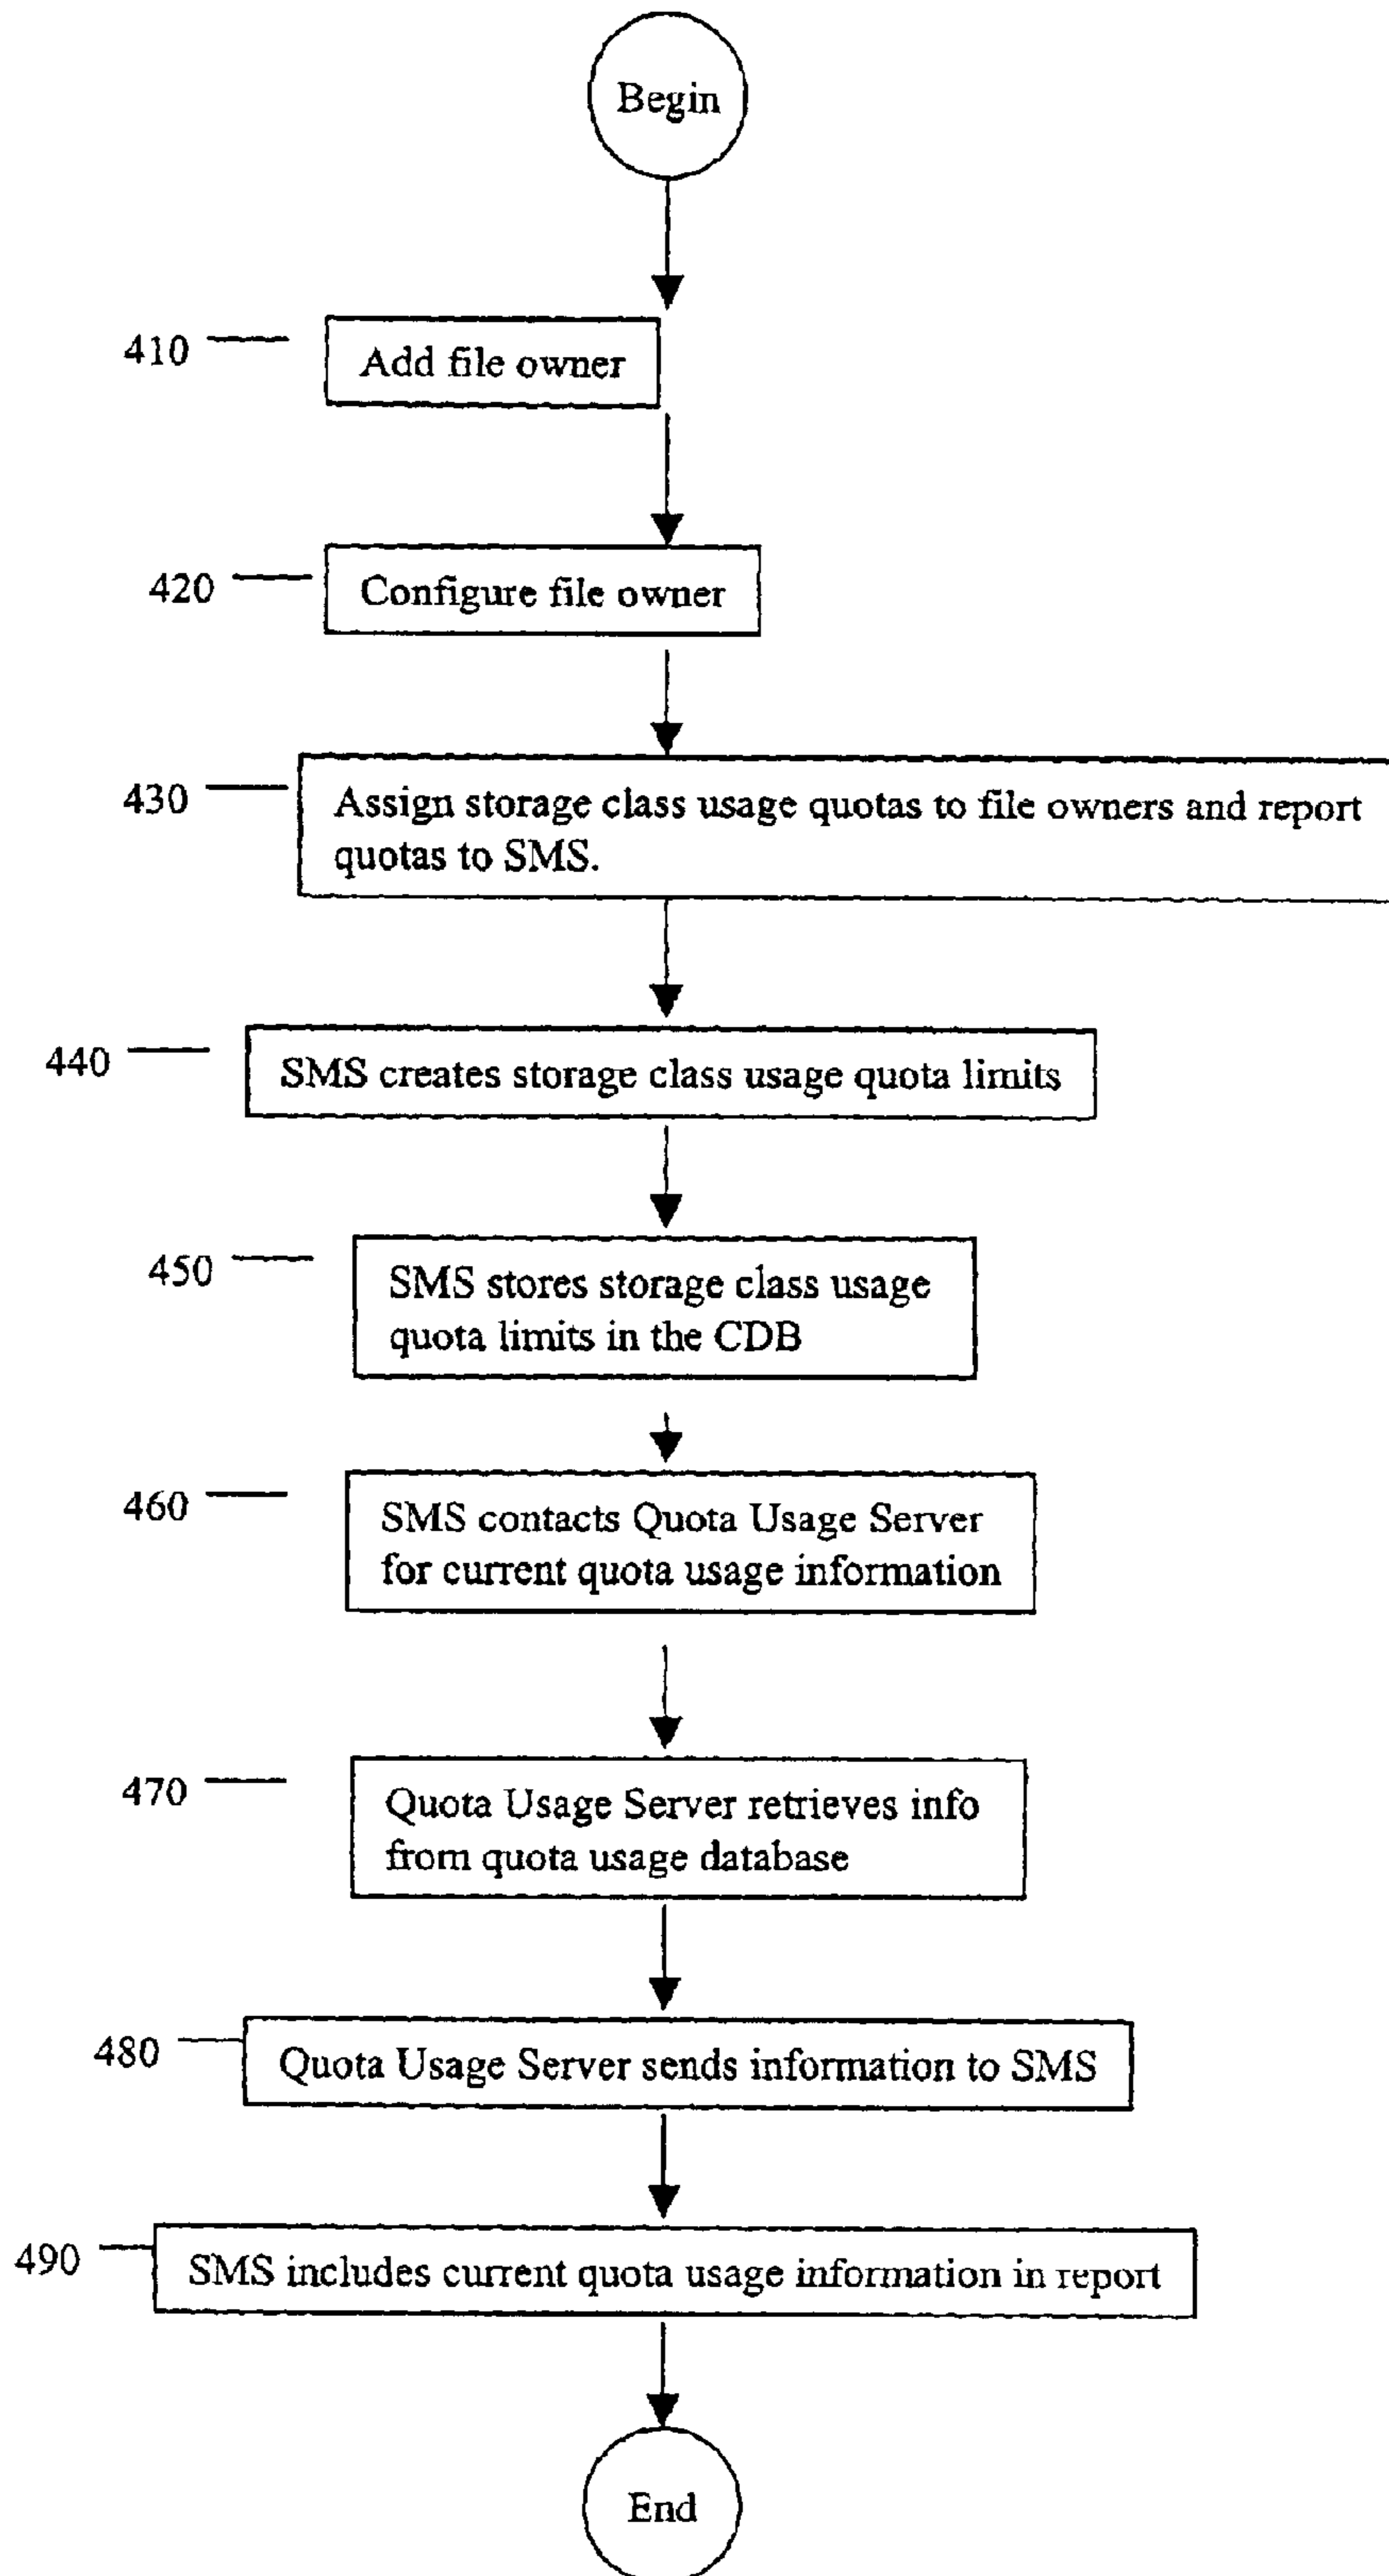 Begin
410
Add file owner
420
Configure file owner
430
Assign storage class usage quotas to file owners and report
quotas to SMS.
440
SMS creates storage class usage quota limits
450
SMS stores storage class usage
quota limits in the CDB
460
SMS contacts Quota Usage Server
for current quota usage information
470
Quota Usage Server retrieves info
from quota usage database
480
Quota Usage Server sends information to SMS
490
SMS includes current quota usage information in report
End